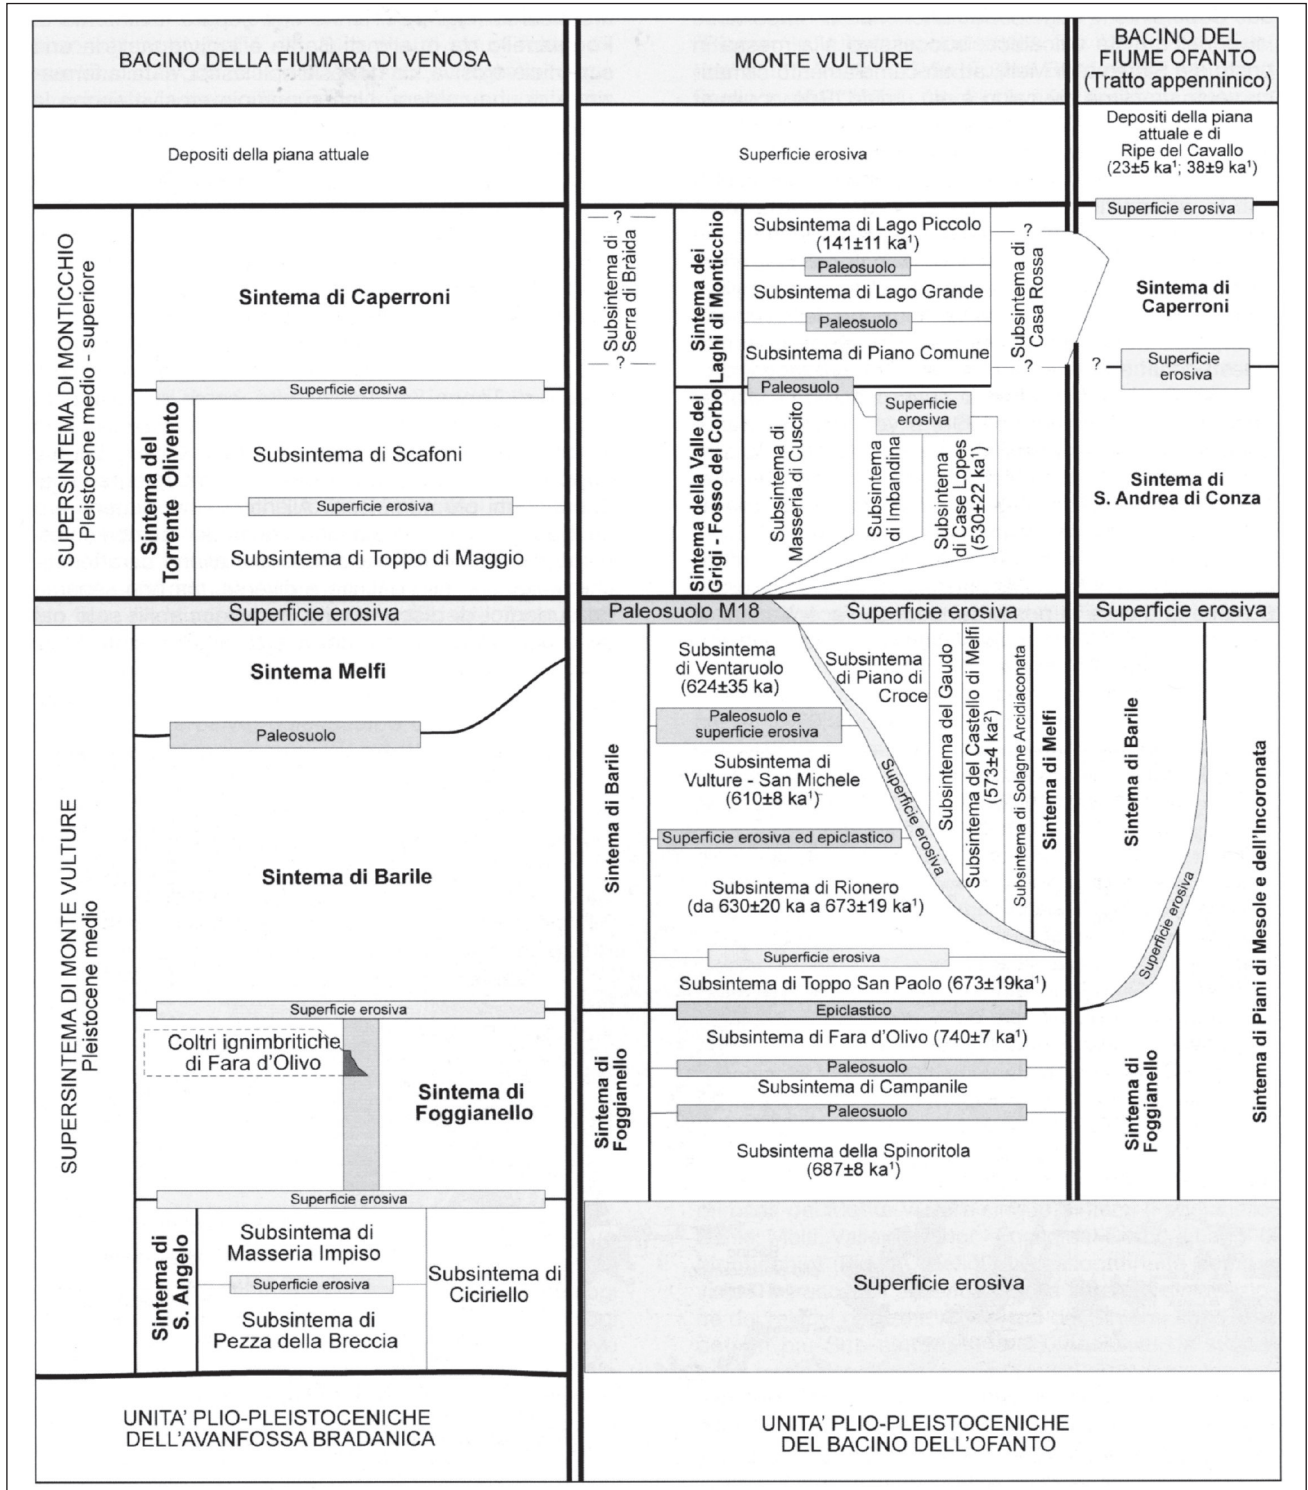 BACINO DELLA FIUMARA DI VENOSA
MONTE VULTURE
BACINO DEL
FIUME OFANTO
(Tratto appenninico)
Depositi della piana attuale
Superficie erosiva
Depositi della piana
attuale e di
Ripe del Cavallo
(23±5 ka¹; 38±9 ka¹)
Superficie erosiva
SUPERSINTEMA DI MONTICCHIO
Pleistocene medio - superiore
Sintema di Caperroni
Superficie erosiva
Sintema del
Torrente Olivento
Subsintema di Scafoni
Superficie erosiva
Subsintema di Toppo di Maggio
?
Subsintema di
Serra di Bràida
?
Sintema dei
Laghi di Monticchio
Subsintema di Lago Piccolo
(141±11 ka¹)
Paleosuolo
Subsintema di Lago Grande
Paleosuolo
Subsintema di Piano Comune
?
Subsintema di
Casa Rossa
?
Paleosuolo
Superficie
erosiva
Sintema della Valle dei
Grigi - Fosso del Corbo
Subsintema di
Masseria di Cuscito
Subsintema
di Imbandina
Subsintema
di Case Lopes
(530±22 ka¹)
Sintema di
Caperroni
?
Superficie
erosiva
Sintema di
S. Andrea di Conza
Superficie erosiva
Paleosuolo M18
Superficie erosiva
Superficie erosiva
SUPERSINTEMA DI MONTE VULTURE
Pleistocene medio
Sintema Melfi
Paleosuolo
Sintema di Barile
Superficie erosiva
Coltri ignimbritiche
di Fara d'Olivo
Sintema di
Foggianello
Superficie erosiva
Sintema di
S. Angelo
Subsintema di
Masseria Impiso
Superficie erosiva
Subsintema di
Pezza della Breccia
Subsintema di
Ciciriello
Sintema di Barile
Subsintema
di Ventaruolo
(624±35 ka)
Paleosuolo e
superficie erosiva
Subsintema di
Vulture - San Michele
(610±8 ka¹)
Superficie erosiva ed epiclastico
Subsintema di Rionero
(da 630±20 ka a 673±19 ka¹)
Superficie erosiva
Subsintema di Toppo San Paolo (673±19ka¹)
Superficie erosiva
Subsintema
di Piano di
Croce
Subsintema del Gaudo
Subsintema del Castello di Melfi
(573±4 ka²)
Subsintema di Solagne Arcidiaconata
Sintema di Melfi
Epiclastico
Sintema di
Foggianello
Subsintema di Fara d'Olivo (740±7 ka¹)
Paleosuolo
Subsintema di Campanile
Paleosuolo
Subsintema della Spinoritola
(687±8 ka¹)
Superficie erosiva
Sintema di Barile
Superficie erosiva
Sintema di
Foggianello
Sintema di Piani di Mesole e dell'Incoronata
UNITA' PLIO-PLEISTOCENICHE
DELL'AVANFOSSA BRADANICA
UNITA' PLIO-PLEISTOCENICHE
DEL BACINO DELL'OFANTO